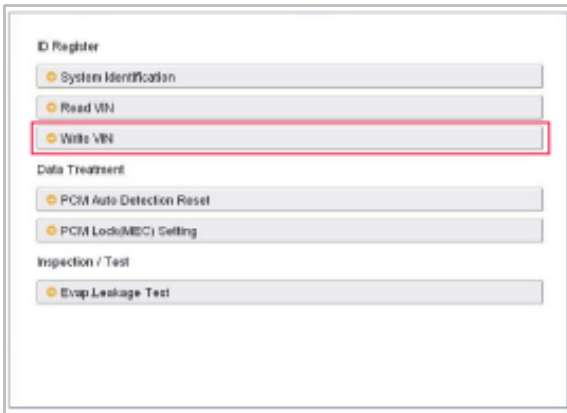 ID Register
System Identification
Read VIN
Write VIN
Data Treatment
PCM Auto Detection Reset
PCM Lock(MEC) Setting
Inspection / Test
Evap.Leakage Test